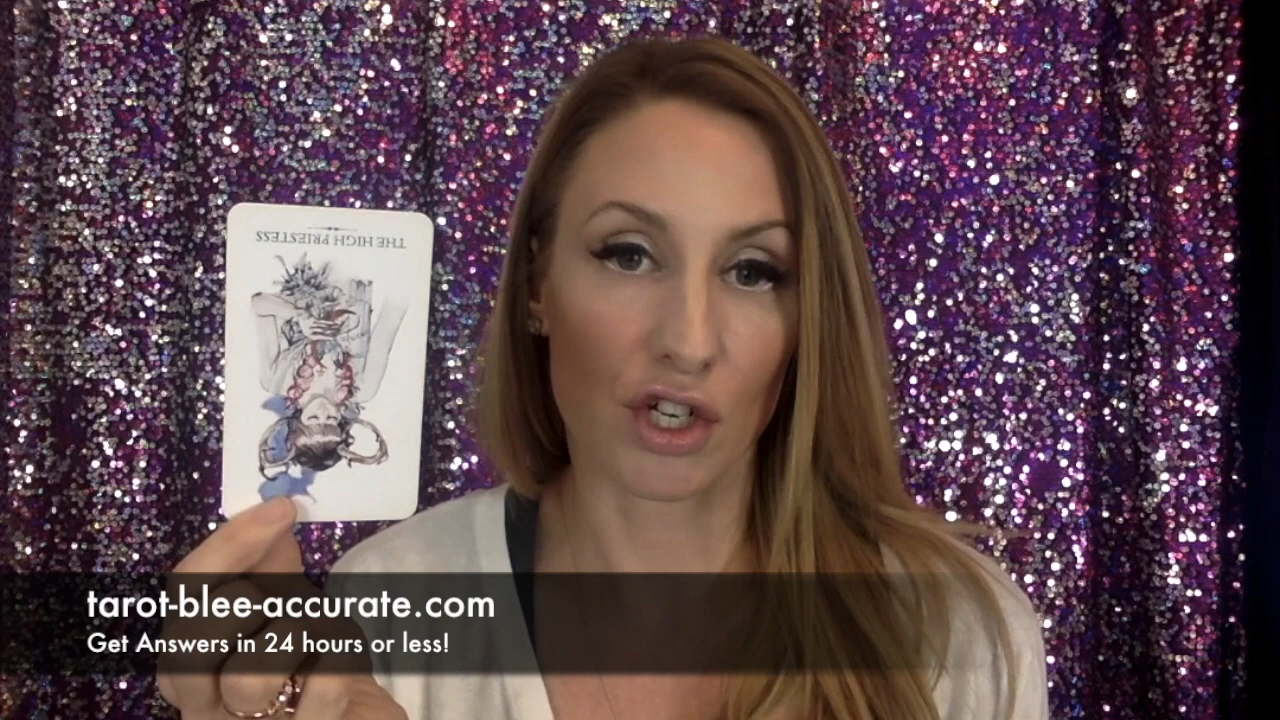 THE HIGH PRIESTESS
tarot-blee-accurate.com
Get Answers in 24 hours or less!